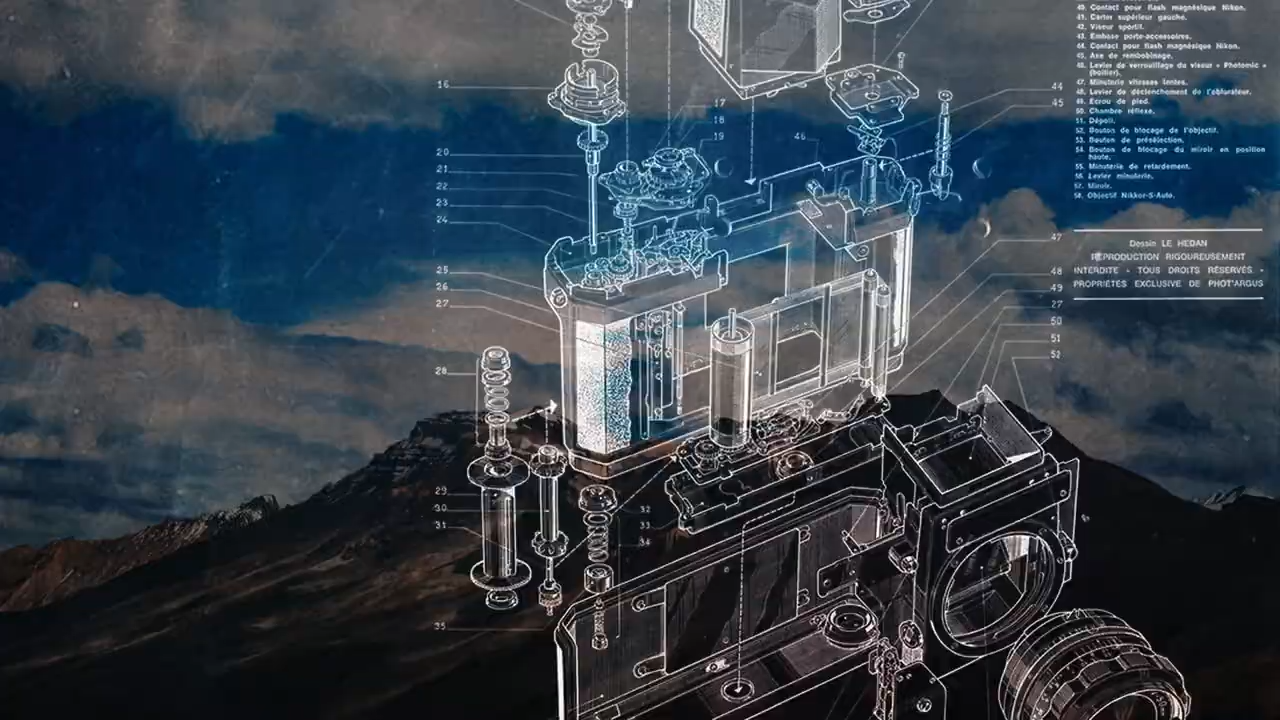 40. Contact pour flash magnésique Nikon.
41. Carter supérieur gauche.
42. Viseur sportif.
43. Embase porte-accessoires.
44. Contact pour flash magnésique Nikon.
45. Axe de rembobinage.
46. Levier de verrouillage du viseur « Photomic »
(boîtier).
47. Minuterie vitesses lentes.
48. Levier de déclenchement de l'obturateur.
49. Ecrou de pied.
50. Chambre réflexe.
51. Dépoli.
52. Bouton de blocage de l'objectif.
53. Bouton de présélection.
54. Bouton de blocage du miroir en position
haute.
55. Minuterie de retardement.
56. Levier minuterie.
57. Miroir.
58. Objectif Nikkor-S-Auto.
Dessin LE HEDAN
REPRODUCTION RIGOUREUSEMENT
INTERDITE - TOUS DROITS RÉSERVÉS -
PROPRIÉTÉS EXCLUSIVE DE PHOT'ARGUS
16
17
18
19
20
21
22
23
24
25
26
27
28
29
30
31
32
33
34
35
44
45
46
47
48
49
27
50
51
52